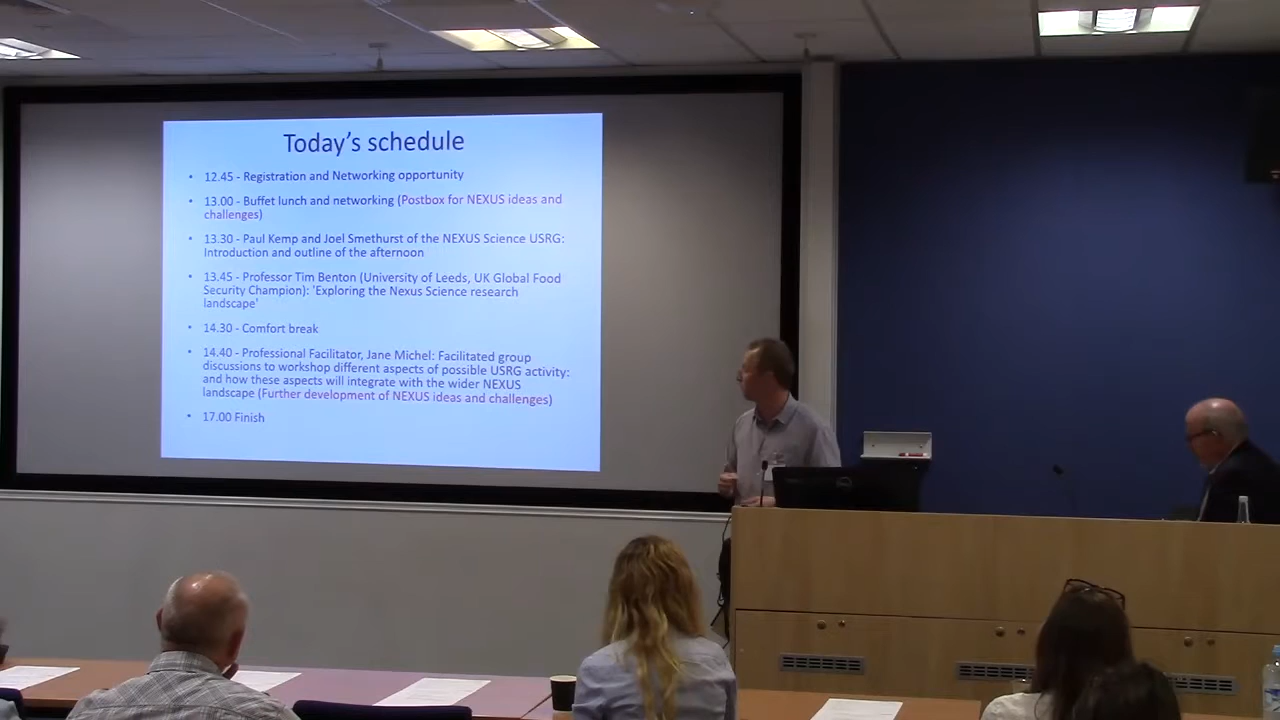 Today's schedule
• 12.45 - Registration and Networking opportunity
• 13.00 - Buffet lunch and networking (Postbox for NEXUS ideas and
challenges)
• 13.30 - Paul Kemp and Joel Smethurst of the NEXUS Science USRG:
Introduction and outline of the afternoon
• 13.45 - Professor Tim Benton (University of Leeds, UK Global Food
Security Champion): 'Exploring the Nexus Science research
landscape'
• 14.30 - Comfort break
• 14.40 - Professional Facilitator, Jane Michel: Facilitated group
discussions to workshop different aspects of possible USRG activity:
and how these aspects will integrate with the wider NEXUS
landscape (Further development of NEXUS ideas and challenges)
• 17.00 Finish